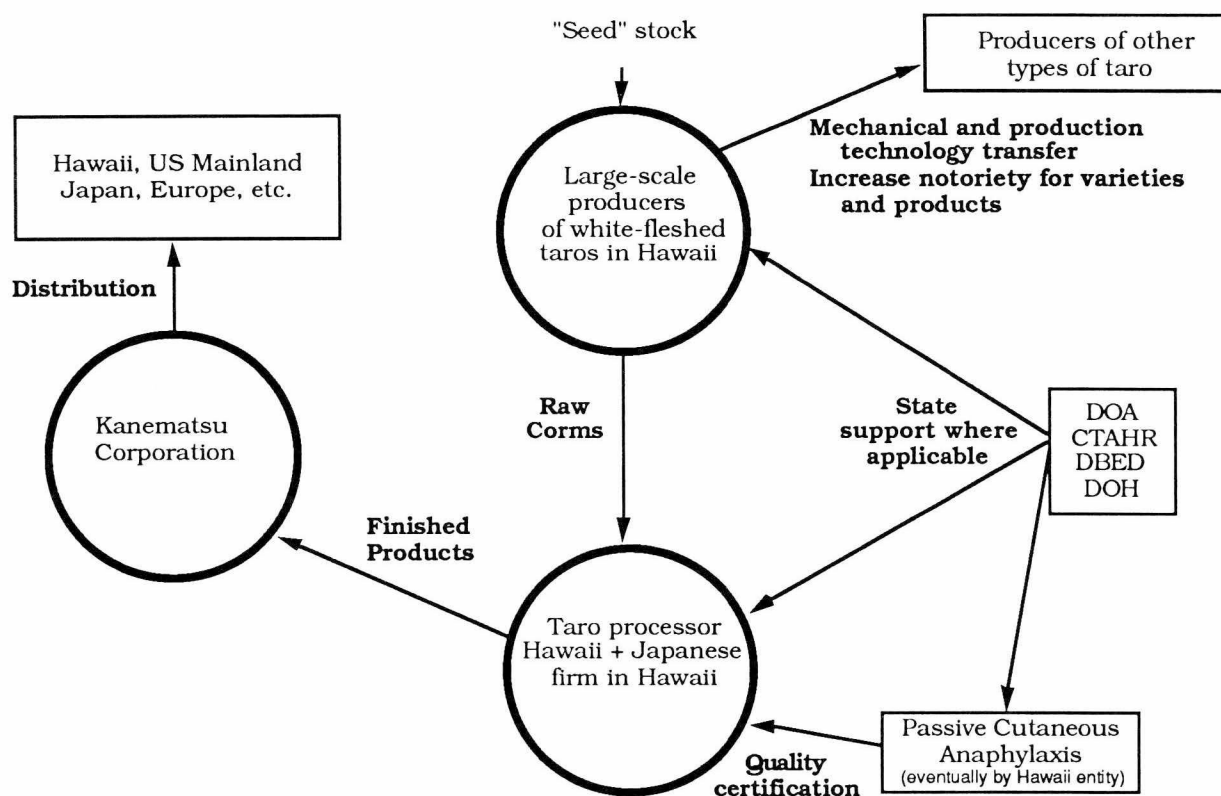 "Seed" stock
Producers of other
types of taro
Mechanical and production
technology transfer
Increase notoriety for varieties
and products
Hawaii, US Mainland
Japan, Europe, etc.
Large-scale
producers
of white-fleshed
taros in Hawaii
Distribution
Kanematsu
Corporation
Raw
Corms
State
support where
applicable
DOA
CTAHR
DBED
DOH
Finished
Products
Taro processor
Hawaii + Japanese
firm in Hawaii
Passive Cutaneous
Anaphylaxis
(eventually by Hawaii entity)
Quality
certification